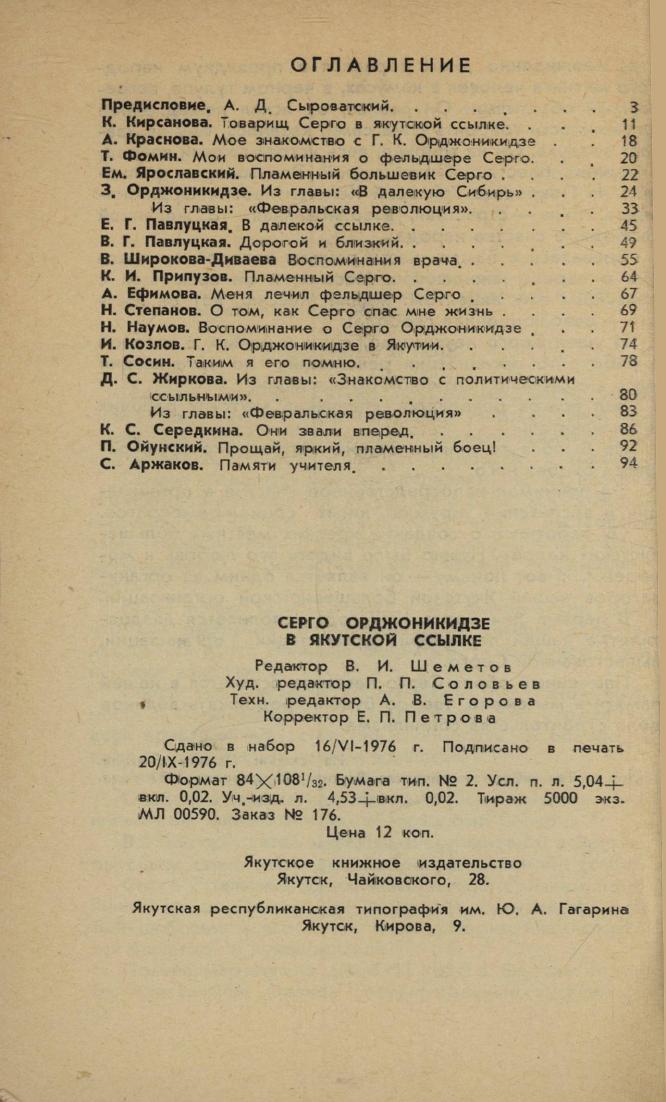 ОГЛАВЛЕНИЕ
Предисловие. А. Д. Сыроватский. . . . . . . . 3
К. Кирсанова. Товарищ Серго в якутской ссылке. . . . 11
А. Краснова. Мое знакомство с Г. К. Орджоникидзе . . 18
Т. Фомин. Мои воспоминания о фельдшере Серго. . . 20
Ем. Ярославский. Пламенный большевик Серго . . . . 22
З. Орджоникидзе. Из главы: «В далекую Сибирь» . . . 24
Из главы: «Февральская революция». . . . . 33
Е. Г. Павлуцкая. В далекой ссылке. . . . . . . . 45
В. Г. Павлуцкая. Дорогой и близкий. . . . . . . 49
В. Широкова-Диваева Воспоминания врача. . . . . . 55
К. И. Припузов. Пламенный Серго. . . . . . . . 64
А. Ефимова. Меня лечил фельдшер Серго . . . . . 67
Н. Степанов. О том, как Серго спас мне жизнь . . . . 69
Н. Наумов. Воспоминание о Серго Орджоникидзе . . . 71
И. Козлов. Г. К. Орджоникидзе в Якутии. . . . . . 74
Т. Сосин. Таким я его помню. . . . . . . . . 78
Д. С. Жиркова. Из главы: «Знакомство с политическими
ссыльными». . . . . . . . . . . 80
Из главы: «Февральская революция» . . . . 83
К. С. Середкина. Они звали вперед. . . . . . . 86
П. Ойунский. Прощай, яркий, пламенный боец! . . . 92
С. Аржаков. Памяти учителя. . . . . . . . . 94
СЕРГО ОРДЖОНИКИДЗЕ
В ЯКУТСКОЙ ССЫЛКЕ
Редактор В. И. Шеметов
Худ. редактор П. П. Соловьев
Техн. редактор А. В. Егорова
Корректор Е. П. Петрова
Сдано в набор 16/VI-1976 г. Подписано в печать
20/IX-1976 г.
Формат 84×108¹/₃₂. Бумага тип. № 2. Усл. п. л. 5,04+
вкл. 0,02. Уч.-изд. л. 4,53+вкл. 0,02. Тираж 5000 экз.
МЛ 00590. Заказ № 176.
Цена 12 коп.
Якутское книжное издательство
Якутск, Чайковского, 28.
Якутская республиканская типография им. Ю. А. Гагарина
Якутск, Кирова, 9.